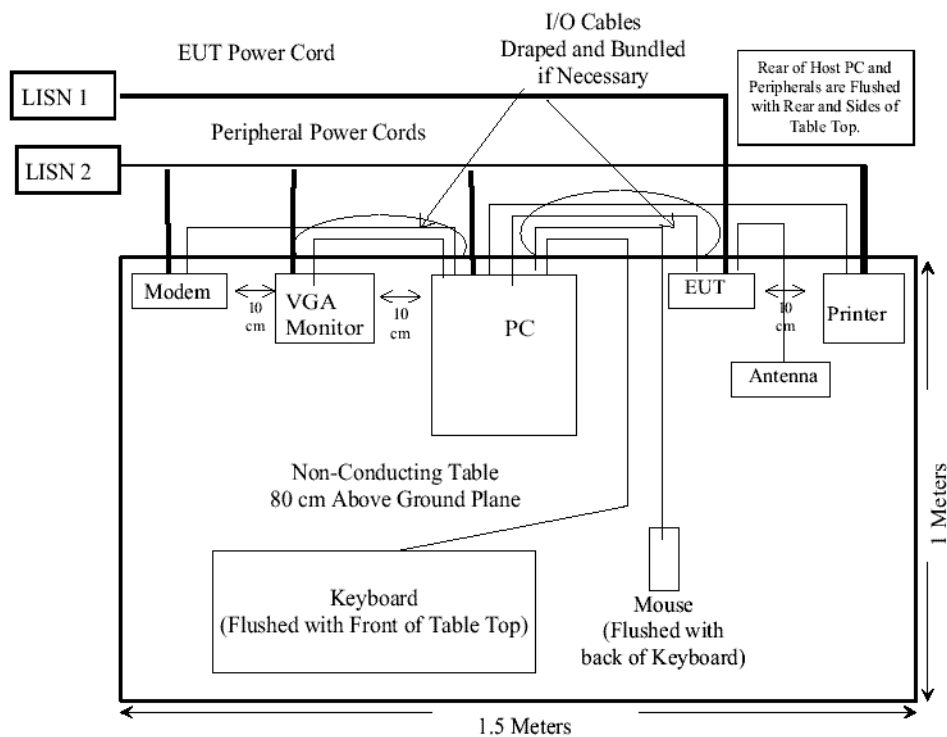 I/O Cables
Draped and Bundled
if Necessary
EUT Power Cord
Rear of Host PC and
Peripherals are Flushed
with Rear and Sides of
Table Top.
LISN 1
Peripheral Power Cords
LISN 2
Modem
10
cm
VGA
Monitor
10
cm
PC
EUT
10
cm
Printer
Antenna
Non-Conducting Table
80 cm Above Ground Plane
1 Meters
Keyboard
(Flushed with Front of Table Top)
Mouse
(Flushed with
back of Keyboard)
1.5 Meters